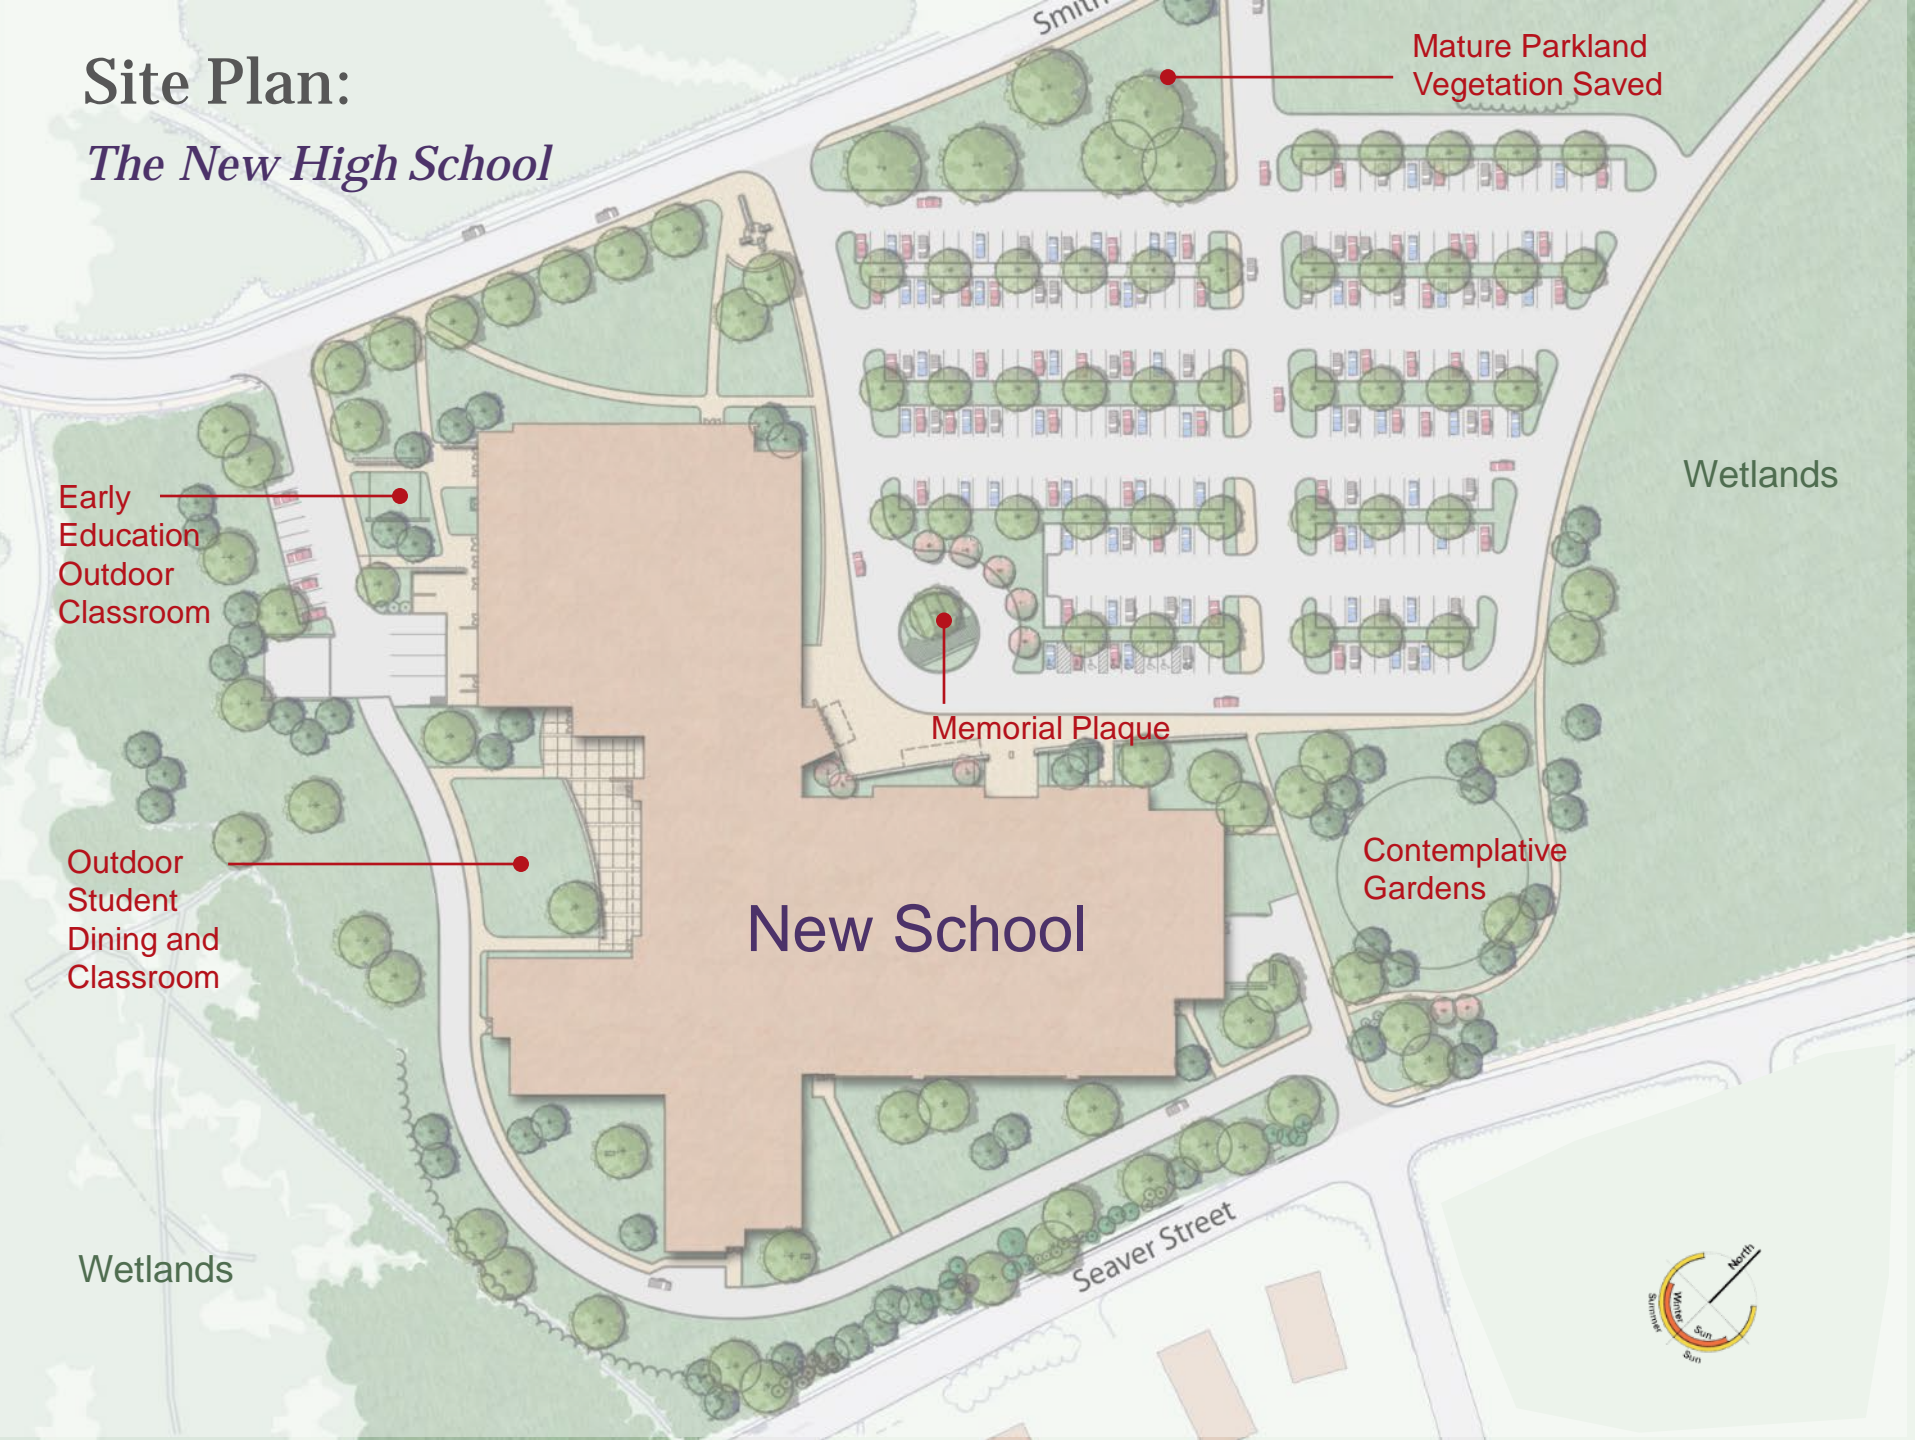 Site Plan:
The New High School
Smith
Mature Parkland
Vegetation Saved
Wetlands
Early
Education
Outdoor
Classroom
Memorial Plaque
Outdoor
Student
Dining and
Classroom
Contemplative
Gardens
New School
Seaver Street
Wetlands
North
Summer
Winter
Sun
Sun